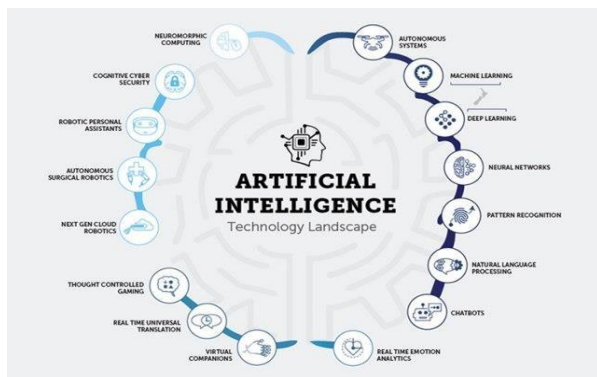 ARTIFICIAL
INTELLIGENCE
Technology Landscape
NEUROMORPHIC
COMPUTING
COGNITIVE CYBER
SECURITY
ROBOTIC PERSONAL
ASSISTANTS
AUTONOMOUS
SURGICAL ROBOTICS
NEXT GEN CLOUD
ROBOTICS
THOUGHT CONTROLLED
GAMING
REAL TIME UNIVERSAL
TRANSLATION
VIRTUAL
COMPANIONS
AUTONOMOUS
SYSTEMS
MACHINE LEARNING
DEEP LEARNING
NEURAL NETWORKS
PATTERN RECOGNITION
NATURAL LANGUAGE
PROCESSING
CHATBOTS
REAL TIME EMOTION
ANALYTICS